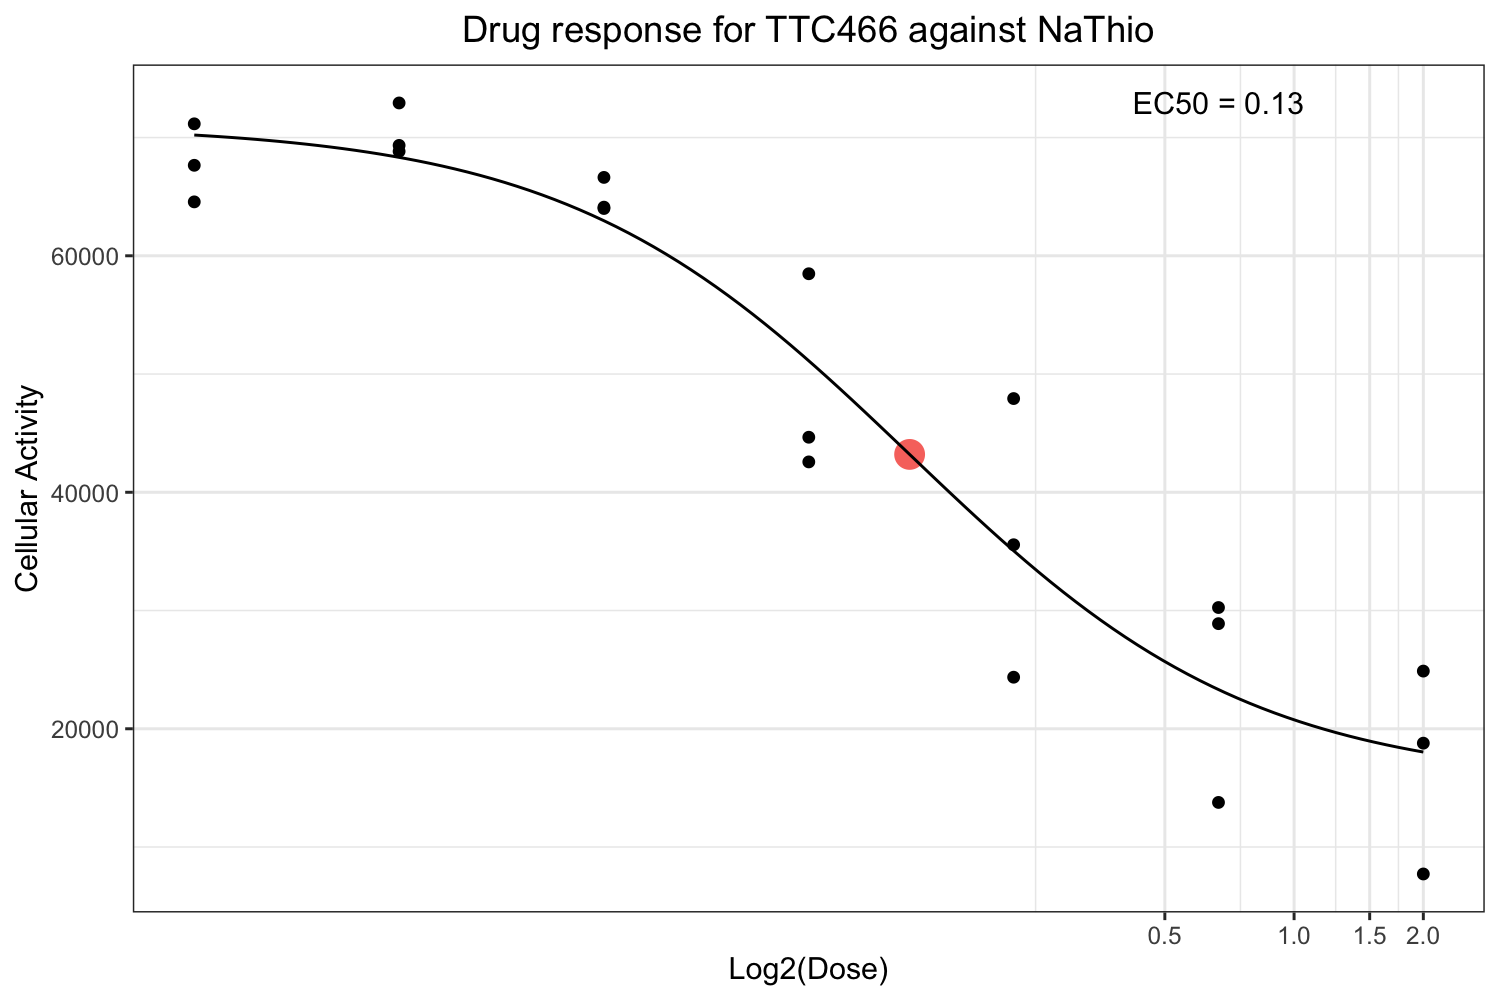 Drug response for TTC466 against NaThio
EC50 = 0.13
Cellular Activity
60000
40000
20000
0.5 1.0 1.5 2.0
Log2(Dose)